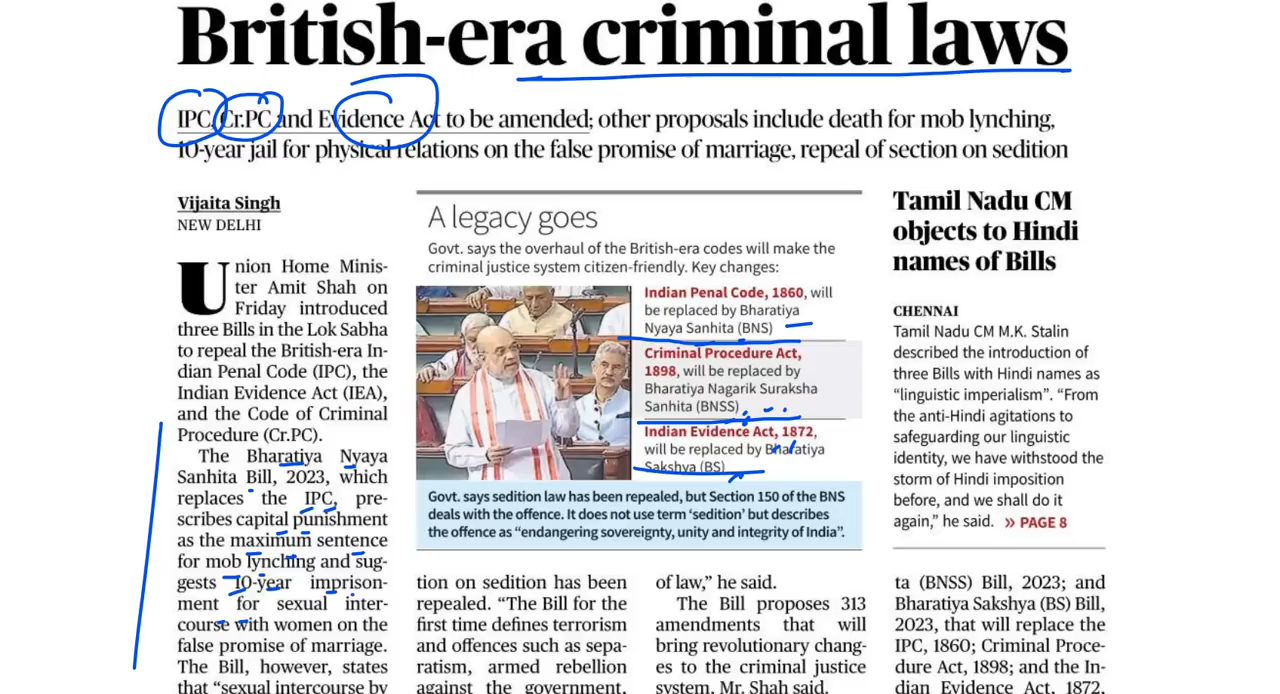 British-era criminal laws
IPC, Cr.PC and Evidence Act to be amended; other proposals include death for mob lynching,
10-year jail for physical relations on the false promise of marriage, repeal of section on sedition
Vijaita Singh
NEW DELHI
Union Home Minis-
ter Amit Shah on
Friday introduced
three Bills in the Lok Sabha
to repeal the British-era In-
dian Penal Code (IPC), the
Indian Evidence Act (IEA),
and the Code of Criminal
Procedure (Cr.PC).
The Bharatiya Nyaya
Sanhita Bill, 2023, which
replaces the IPC, pre-
scribes capital punishment
as the maximum sentence
for mob lynching and sug-
gests 10-year imprison-
ment for sexual inter-
course with women on the
false promise of marriage.
The Bill, however, states
that “sexual intercourse by
A legacy goes
Govt. says the overhaul of the British-era codes will make the
criminal justice system citizen-friendly. Key changes:
Indian Penal Code, 1860, will
be replaced by Bharatiya
Nyaya Sanhita (BNS)
Criminal Procedure Act,
1898, will be replaced by
Bharatiya Nagarik Suraksha
Sanhita (BNSS)
Indian Evidence Act, 1872,
will be replaced by Bharatiya
Sakshya (BS)
Govt. says sedition law has been repealed, but Section 150 of the BNS
deals with the offence. It does not use term ‘sedition’ but describes
the offence as “endangering sovereignty, unity and integrity of India”.
tion on sedition has been
repealed. “The Bill for the
first time defines terrorism
and offences such as sepa-
ratism, armed rebellion
against the government,
of law,” he said.
The Bill proposes 313
amendments that will
bring revolutionary chang-
es to the criminal justice
system, Mr. Shah said.
Tamil Nadu CM
objects to Hindi
names of Bills
CHENNAI
Tamil Nadu CM M.K. Stalin
described the introduction of
three Bills with Hindi names as
“linguistic imperialism”. “From
the anti-Hindi agitations to
safeguarding our linguistic
identity, we have withstood the
storm of Hindi imposition
before, and we shall do it
again,” he said. » PAGE 8
ta (BNSS) Bill, 2023; and
Bharatiya Sakshya (BS) Bill,
2023, that will replace the
IPC, 1860; Criminal Proce-
dure Act, 1898; and the In-
dian Evidence Act, 1872,